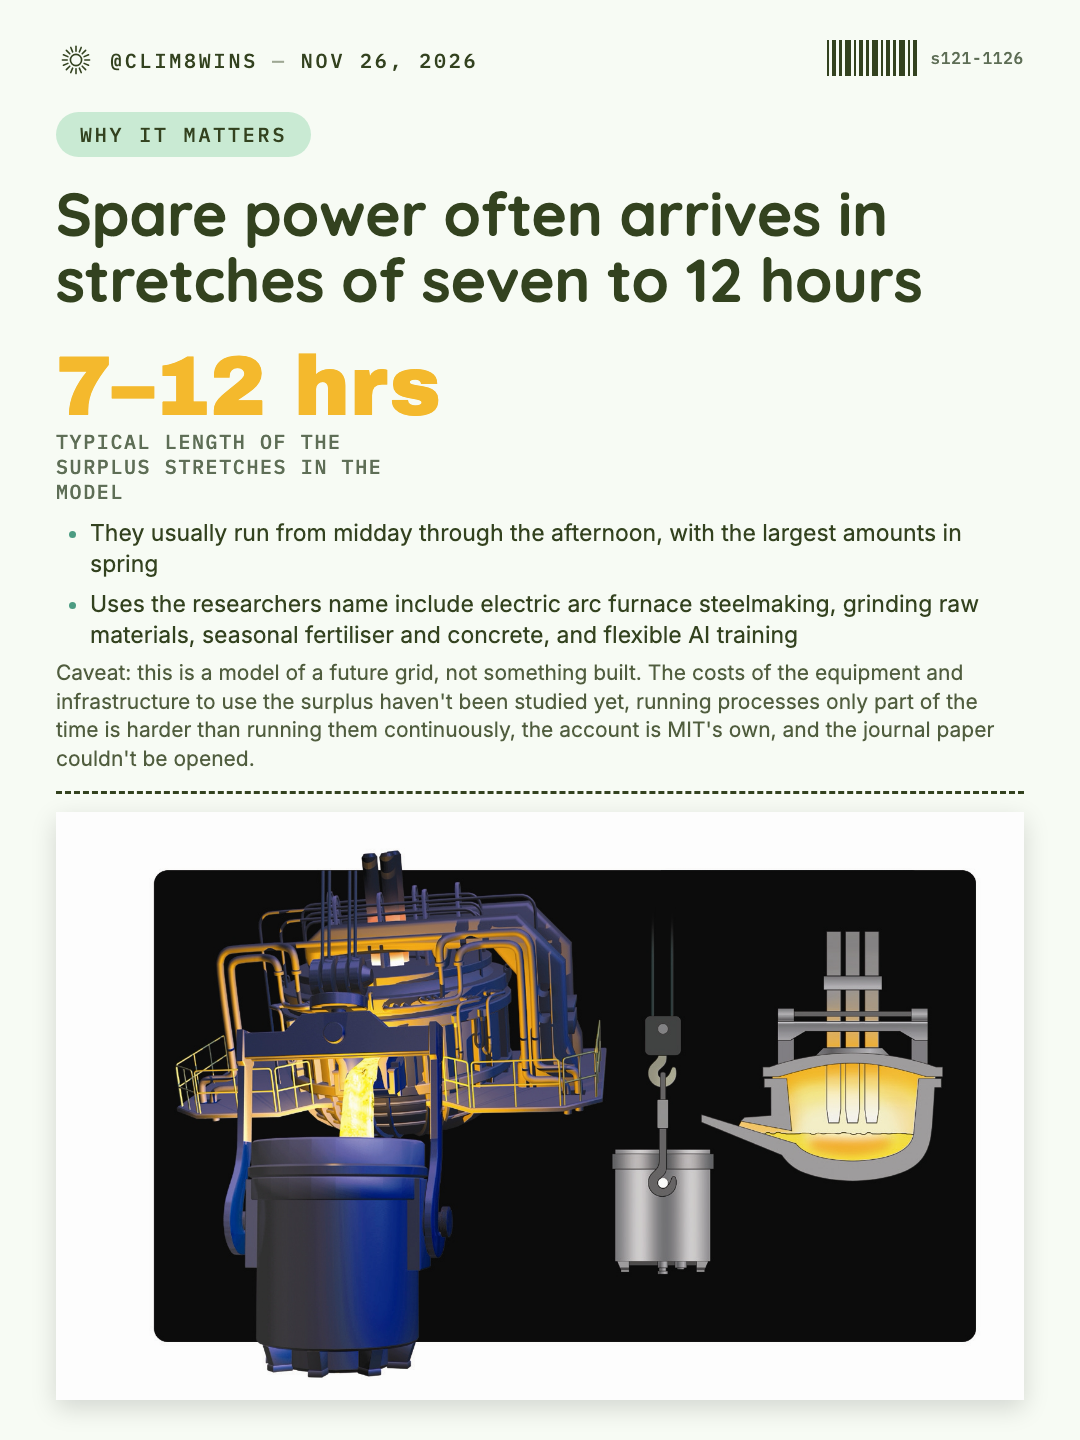 @CLIM8WINS — NOV 26, 2026
s121-1126
WHY IT MATTERS
Spare power often arrives in
stretches of seven to 12 hours
7–12 hrs
TYPICAL LENGTH OF THE
SURPLUS STRETCHES IN THE
MODEL
• They usually run from midday through the afternoon, with the largest amounts in
spring
• Uses the researchers name include electric arc furnace steelmaking, grinding raw
materials, seasonal fertiliser and concrete, and flexible AI training
Caveat: this is a model of a future grid, not something built. The costs of the equipment and
infrastructure to use the surplus haven't been studied yet, running processes only part of the
time is harder than running them continuously, the account is MIT's own, and the journal paper
couldn't be opened.